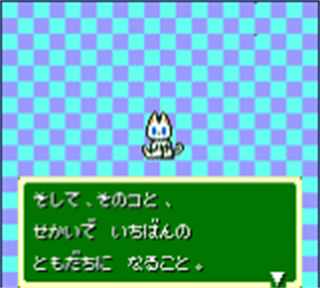 そして、そのコと、
せかいで いちばんの
ともだちに なること。